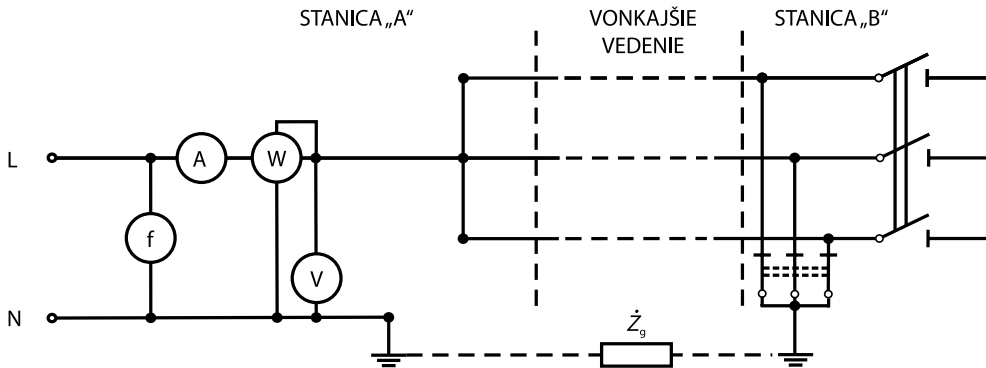 STANICA „A“
VONKAJŠIE
VEDENIE
STANICA „B“
L
A
W
f
V
N
Żg